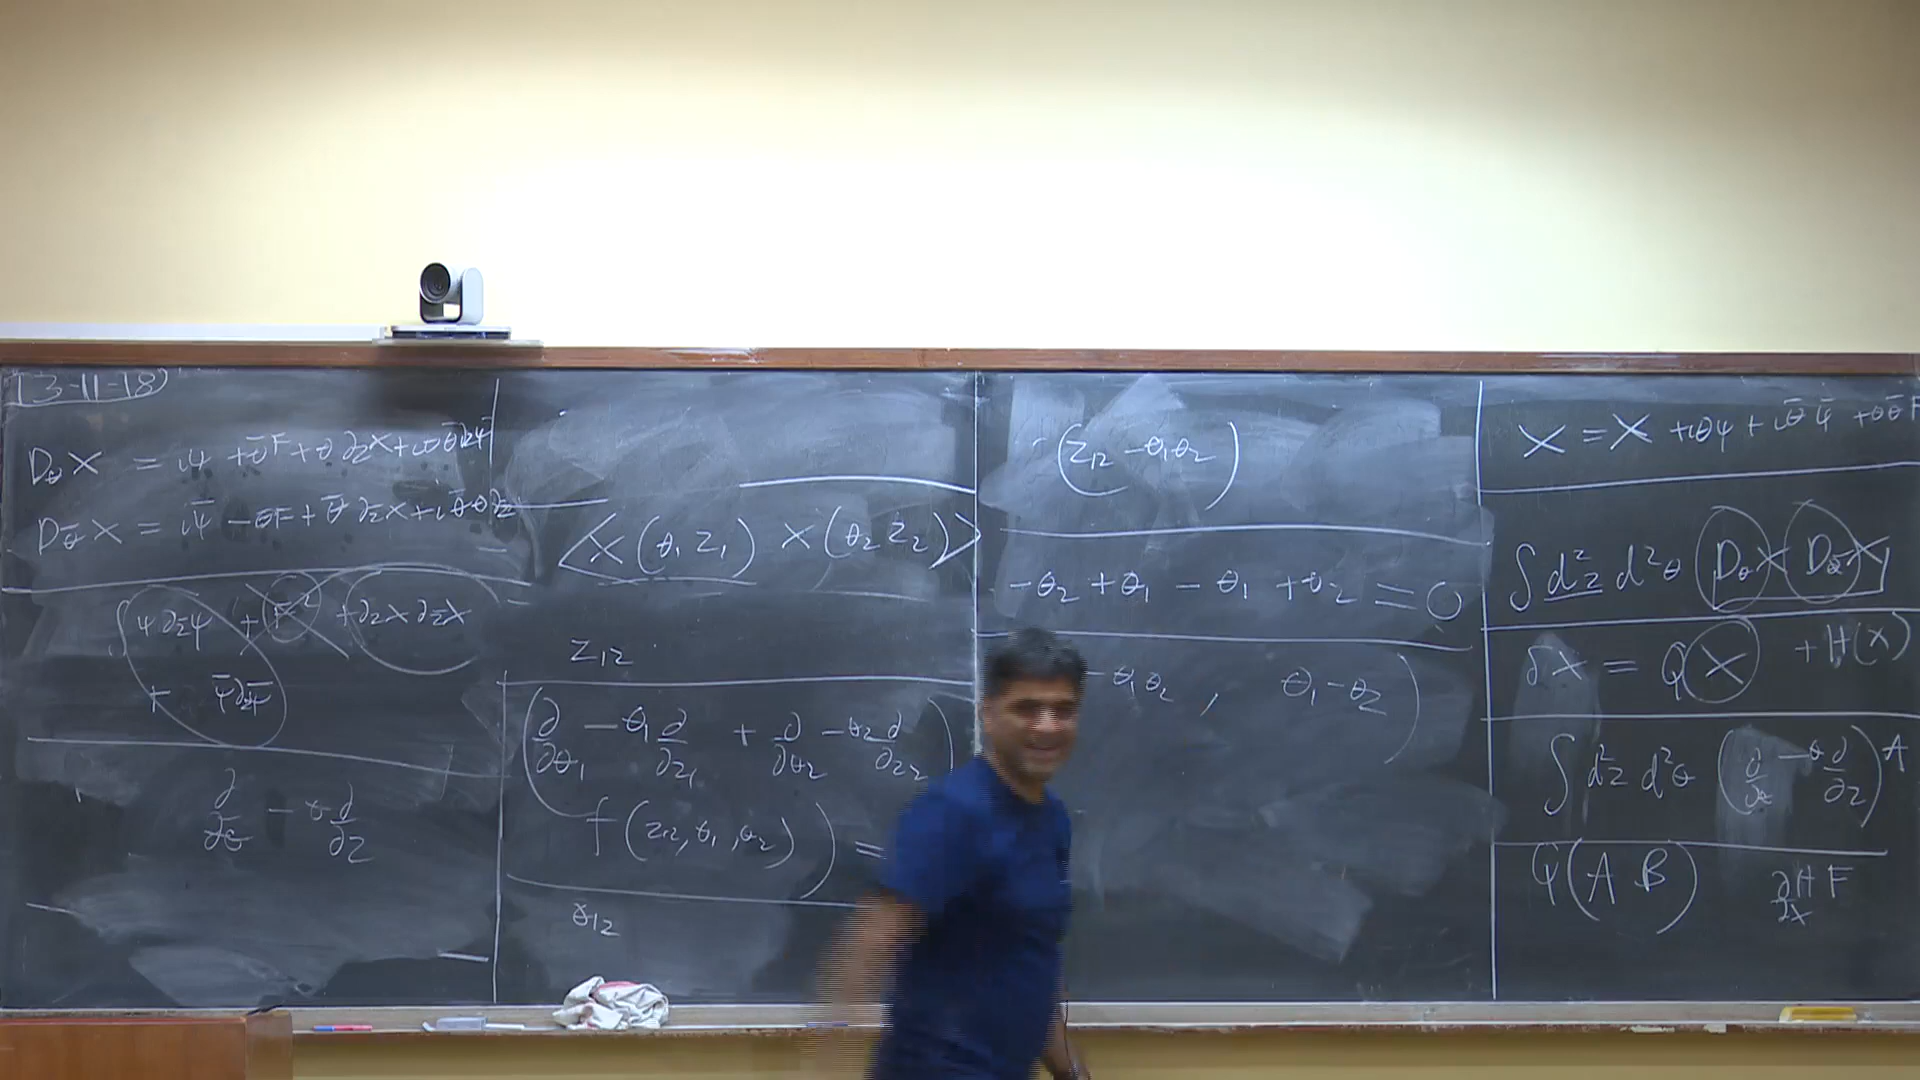 13-11-18)
D_θ X = iψ + θ̄F + θ∂_z X + iθθ̄∂_zψ̄
D_θ̄ X = iψ̄ - θF + θ̄∂_z̄ X + iθ̄θ∂_z̄
∫ψ∂_z̄ψ + F² + ∂_z X ∂_z̄ X
+ ψ̄∂_zψ̄
∂/∂θ - θ ∂/∂z
<X(θ₁ z₁) X(θ₂ z₂)>
z₁₂
(∂/∂θ₁ - θ₁ ∂/∂z₁ + ∂/∂θ₂ - θ₂ ∂/∂z₂
f(z₁₂, θ₁, θ₂)) =
θ₁₂
(z₁₂ - θ₁θ₂)
-θ₂ + θ₁ - θ₁ + θ₂ = 0
- θ₁θ₂ , θ₁ - θ₂)
X = X + iθψ + iθ̄ψ̄ + θθ̄F
∫d²z d²θ D_θ X D_θ̄ X
δX = Q(X) + H(X)
∫d²z d²θ (∂/∂θ - θ ∂/∂z) A
Q(A B) ∂H/∂X F